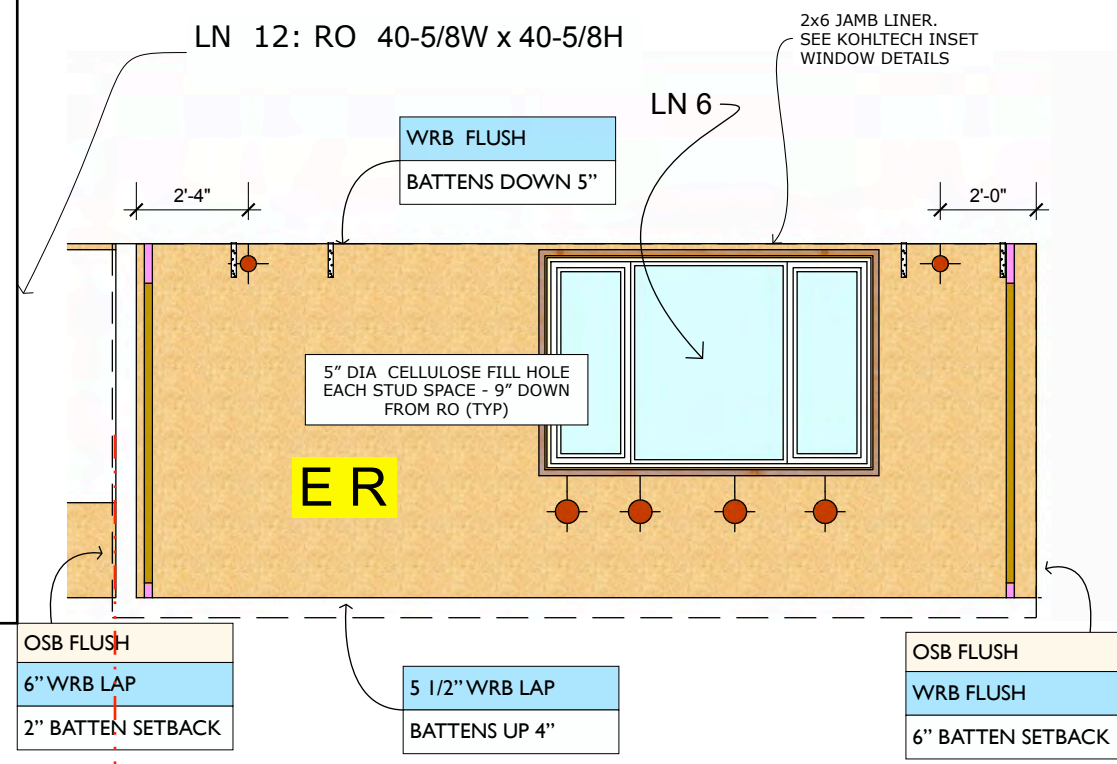 LN 12: RO 40-5/8W x 40-5/8H
2x6 JAMB LINER.
SEE KOHLTECH INSET
WINDOW DETAILS
LN 6
WRB FLUSH
BATTENS DOWN 5”
2'-4"
2'-0"
5” DIA CELLULOSE FILL HOLE
EACH STUD SPACE - 9” DOWN
FROM RO (TYP)
E R
OSB FLUSH
6” WRB LAP
2” BATTEN SETBACK
5 1/2” WRB LAP
BATTENS UP 4”
OSB FLUSH
WRB FLUSH
6” BATTEN SETBACK